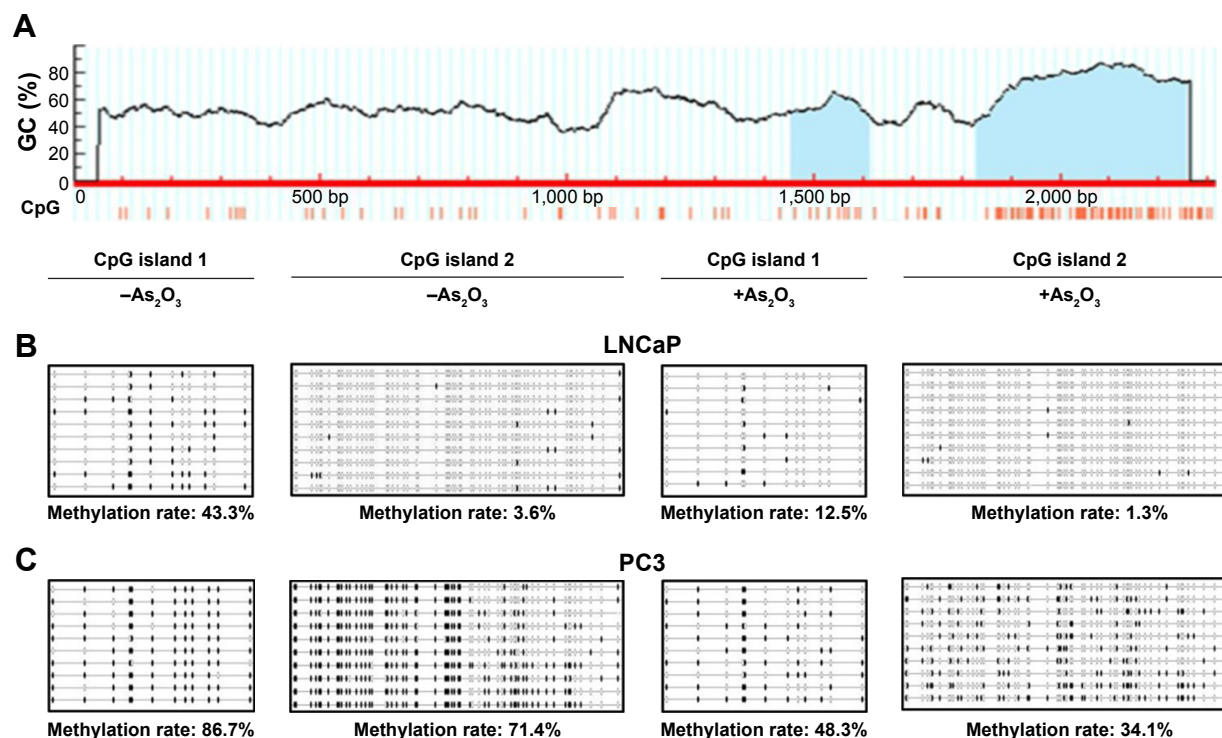 A
GC (%)
80
60
40
20
0
0 500 bp 1,000 bp 1,500 bp 2,000 bp
CpG
CpG island 1 CpG island 2 CpG island 1 CpG island 2
–As₂O₃ –As₂O₃ +As₂O₃ +As₂O₃
B LNCaP
Methylation rate: 43.3% Methylation rate: 3.6% Methylation rate: 12.5% Methylation rate: 1.3%
C PC3
Methylation rate: 86.7% Methylation rate: 71.4% Methylation rate: 48.3% Methylation rate: 34.1%